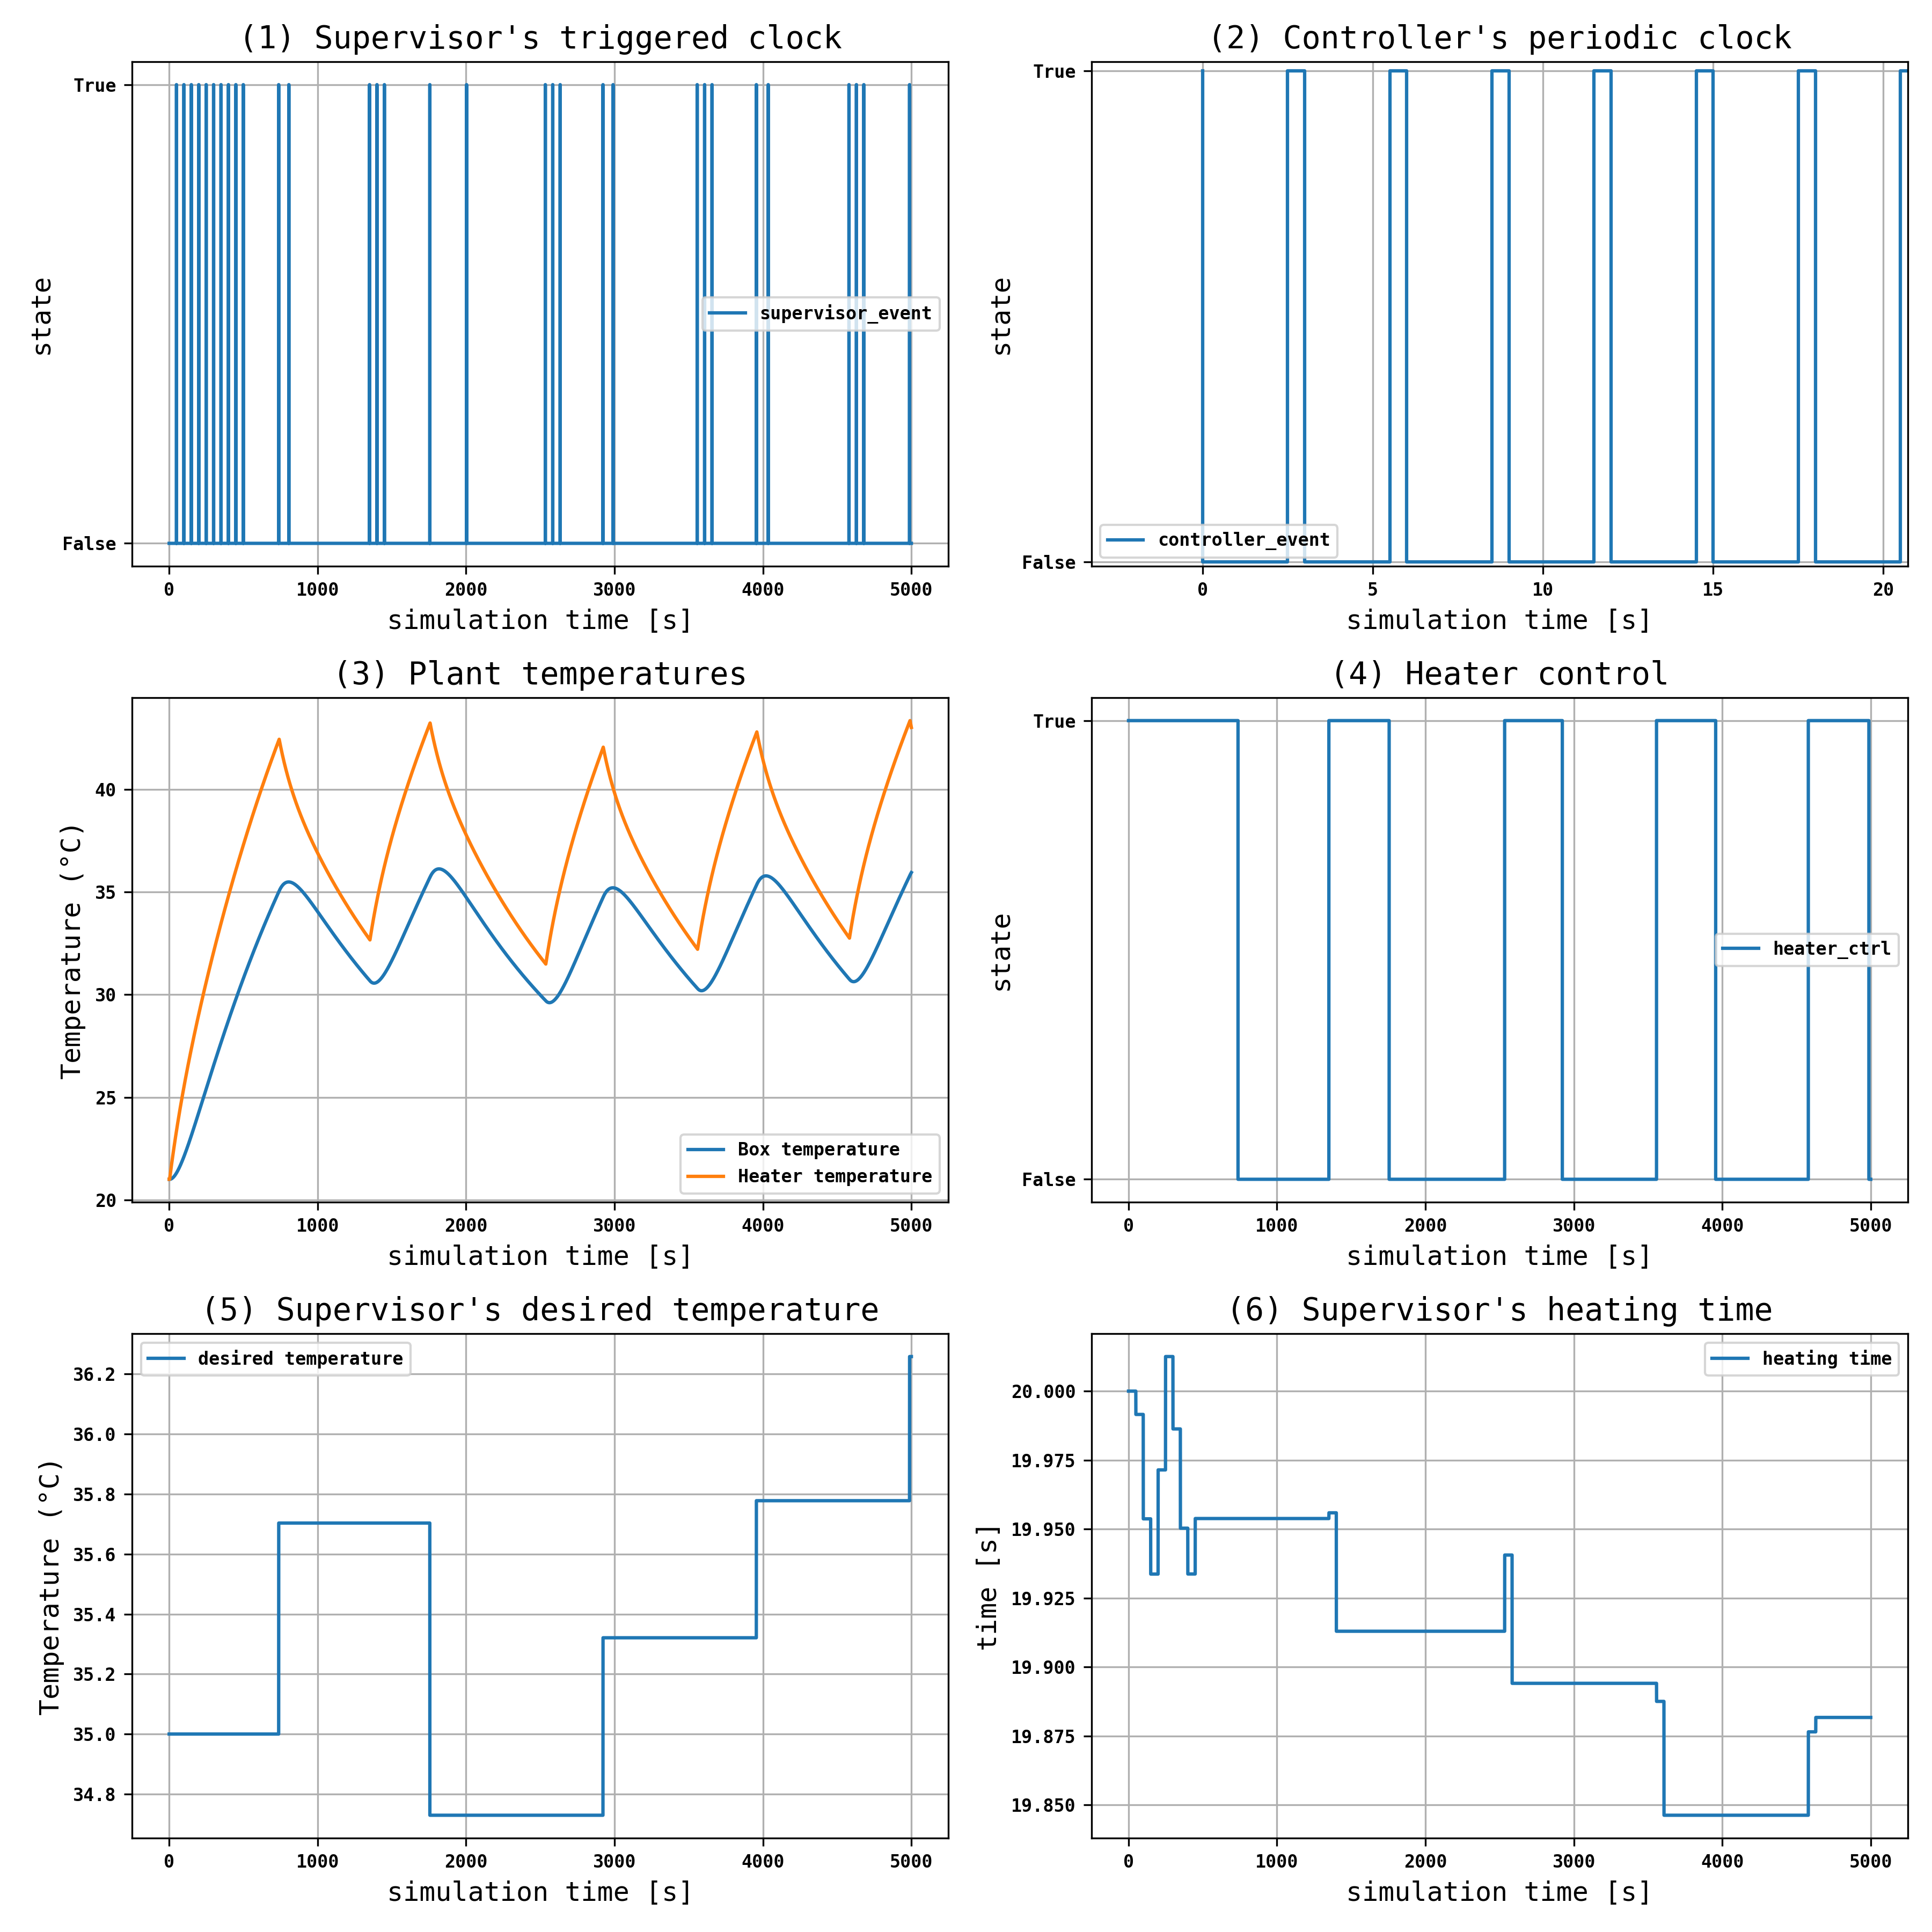 (1) Supervisor's triggered clock
True
state
False
supervisor_event
0 1000 2000 3000 4000 5000
simulation time [s]
(2) Controller's periodic clock
True
state
False
controller_event
0 5 10 15 20
simulation time [s]
(3) Plant temperatures
40
35
30
25
20
Temperature (°C)
Box temperature
Heater temperature
0 1000 2000 3000 4000 5000
simulation time [s]
(4) Heater control
True
state
False
heater_ctrl
0 1000 2000 3000 4000 5000
simulation time [s]
(5) Supervisor's desired temperature
desired temperature
36.2
36.0
35.8
35.6
35.4
35.2
35.0
34.8
Temperature (°C)
0 1000 2000 3000 4000 5000
simulation time [s]
(6) Supervisor's heating time
heating time
20.000
19.975
19.950
19.925
19.900
19.875
19.850
time [s]
0 1000 2000 3000 4000 5000
simulation time [s]